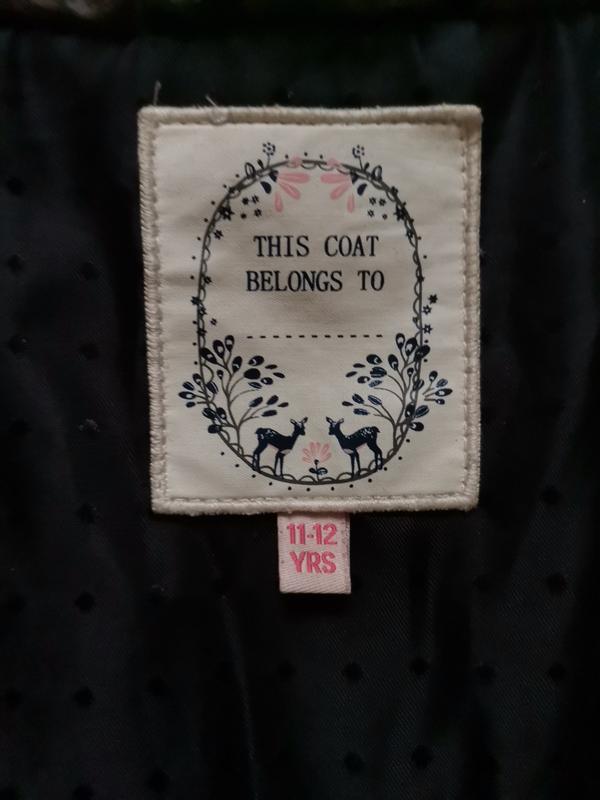 THIS COAT
BELONGS TO
11-12
YRS